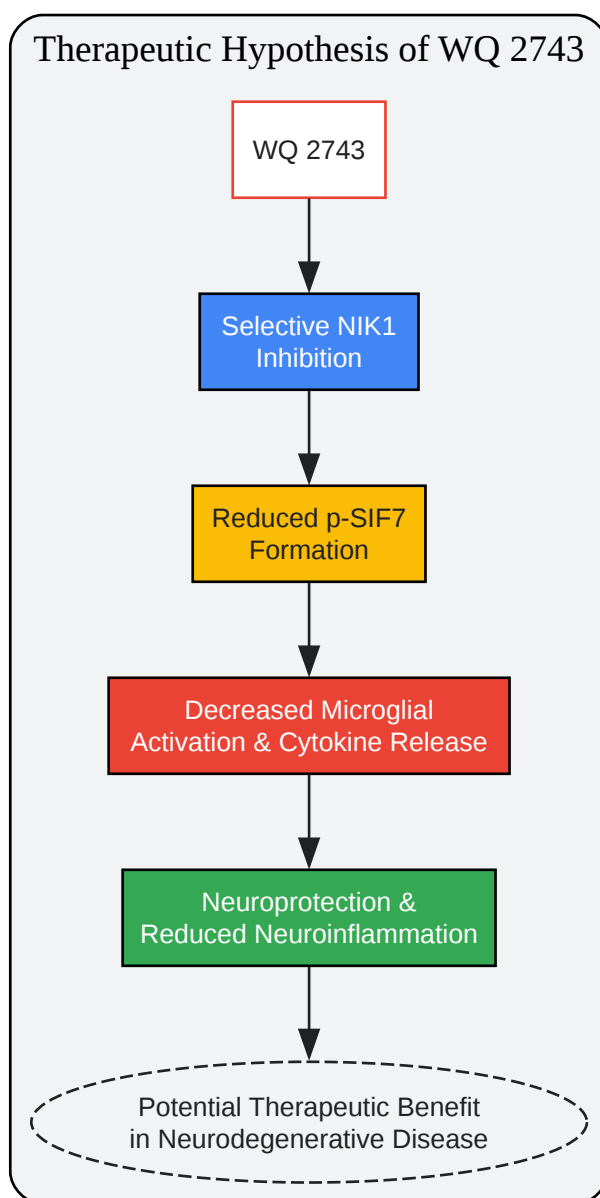 Therapeutic Hypothesis of WQ 2743
WQ 2743
Selective NIK1
Inhibition
Reduced p-SIF7
Formation
Decreased Microglial
Activation & Cytokine Release
Neuroprotection &
Reduced Neuroinflammation
Potential Therapeutic Benefit
in Neurodegenerative Disease